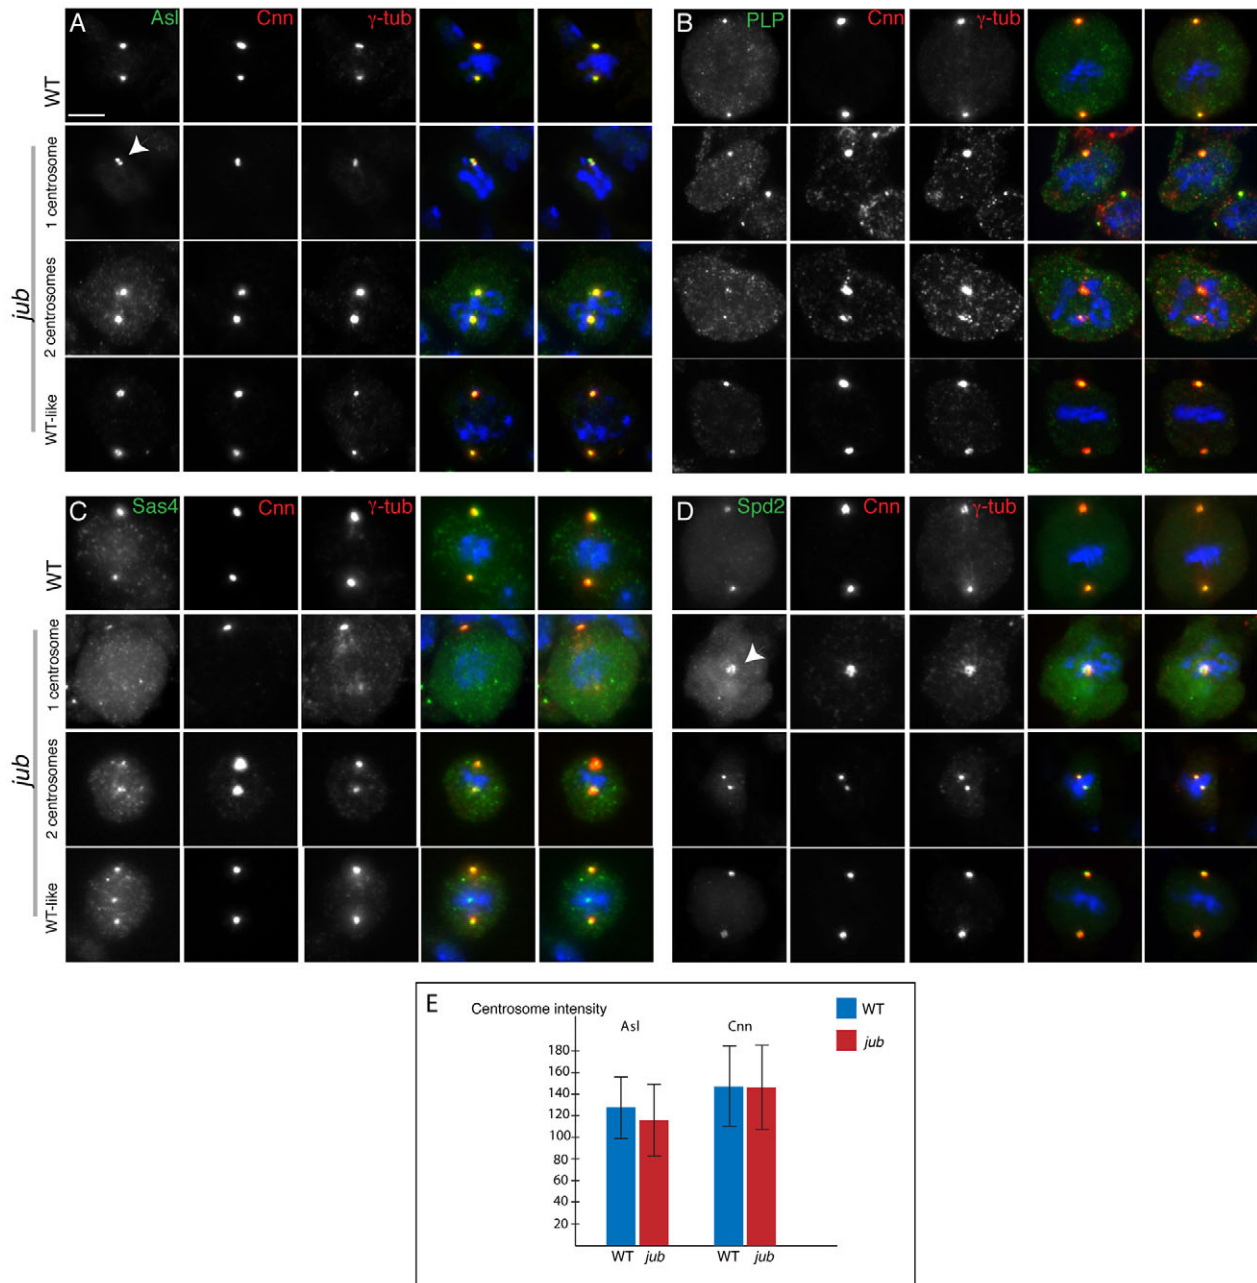 A Asl Cnn γ-tub
WT
jub
1 centrosome
2 centrosomes
WT-like
B PLP Cnn γ-tub
C Sas4 Cnn γ-tub
WT
jub
1 centrosome
2 centrosomes
WT-like
D Spd2 Cnn γ-tub
E Centrosome intensity
Asl Cnn
WT
jub
180
160
140
120
100
80
60
40
20
WT jub WT jub